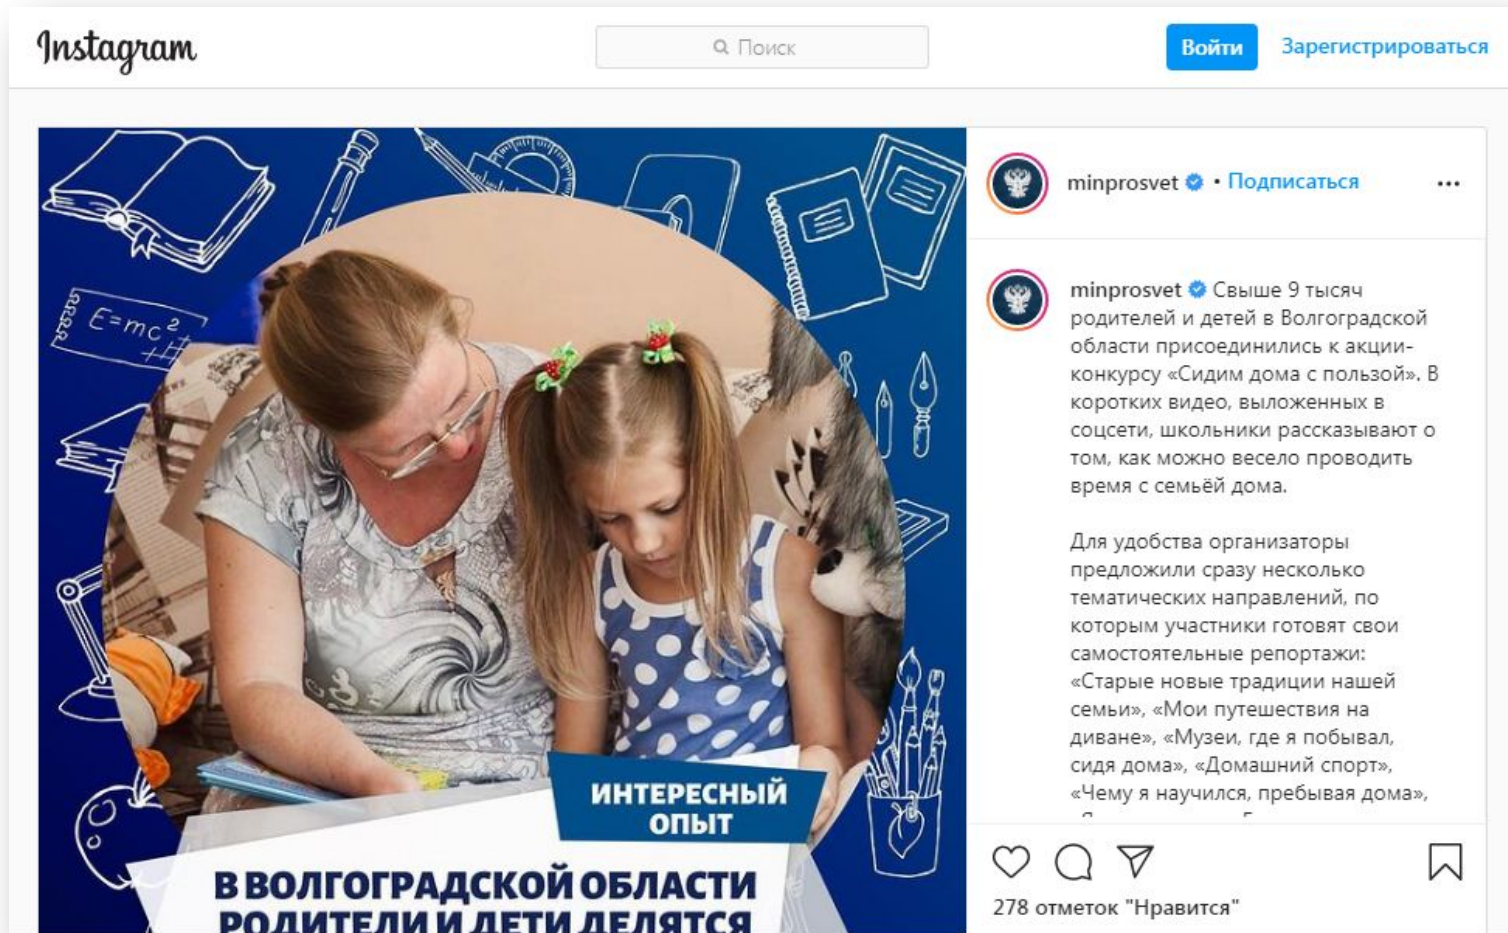 Instagram
Поиск
Войти
Зарегистрироваться
E=mc²
ИНТЕРЕСНЫЙ
ОПЫТ
В ВОЛГОГРАДСКОЙ ОБЛАСТИ
РОДИТЕЛИ И ДЕТИ ДЕЛЯТСЯ
minprosvet • Подписаться
minprosvet Свыше 9 тысяч
родителей и детей в Волгоградской
области присоединились к акции-
конкурсу «Сидим дома с пользой». В
коротких видео, выложенных в
соцсети, школьники рассказывают о
том, как можно весело проводить
время с семьёй дома.
Для удобства организаторы
предложили сразу несколько
тематических направлений, по
которым участники готовят свои
самостоятельные репортажи:
«Старые новые традиции нашей
семьи», «Мои путешествия на
диване», «Музеи, где я побывал,
сидя дома», «Домашний спорт»,
«Чему я научился, пребывая дома»,
278 отметок "Нравится"